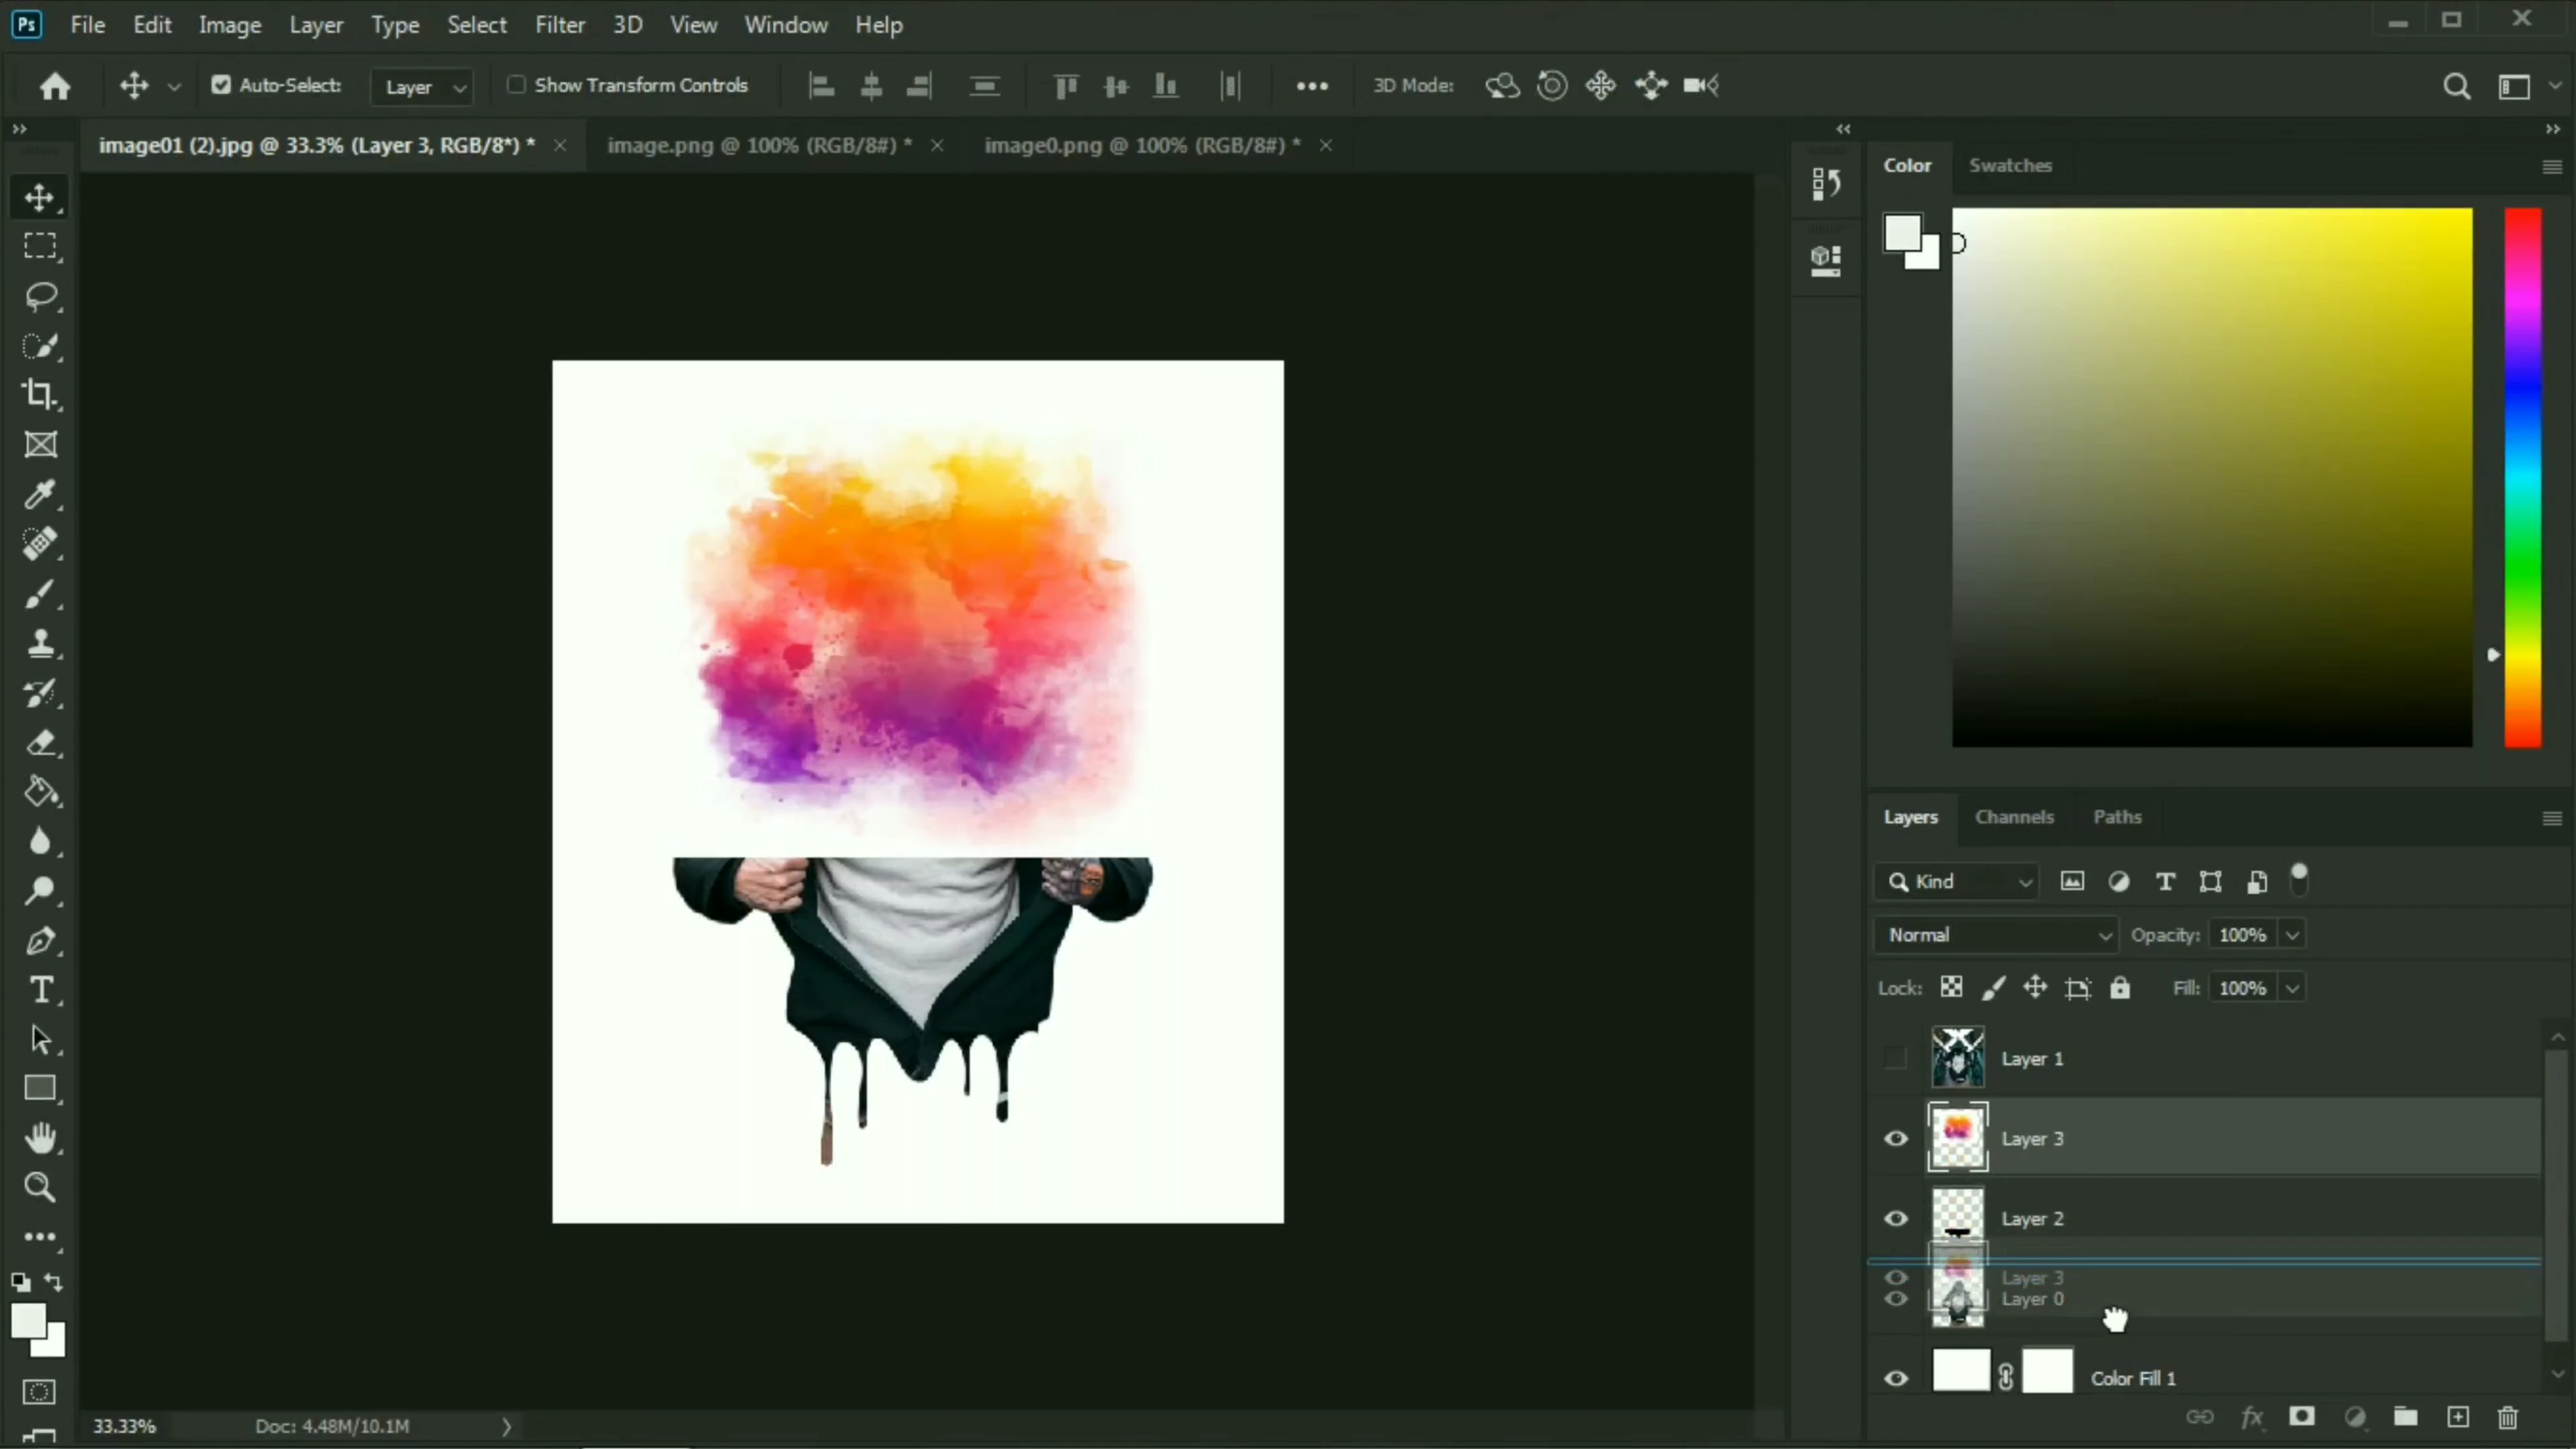 Ps File Edit Image Layer Type Select Filter 3D View Window Help
Auto-Select: Layer Show Transform Controls 3D Mode:
image01 (2).jpg @ 33.3% (Layer 3, RGB/8*) * image.png @ 100% (RGB/8#) * image0.png @ 100% (RGB/8#) *
Color Swatches
Layers Channels Paths
Kind
Normal Opacity: 100%
Lock: Fill: 100%
Layer 1
Layer 3
Layer 2
Layer 3
Layer 0
Color Fill 1
33.33% Doc: 4.48M/10.1M